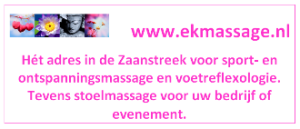 www.ekmassage.nl
Hét adres in de Zaanstreek voor sport- en
ontspanningsmassage en voetreflexologie.
Tevens stoelmassage voor uw bedrijf of
evenement.